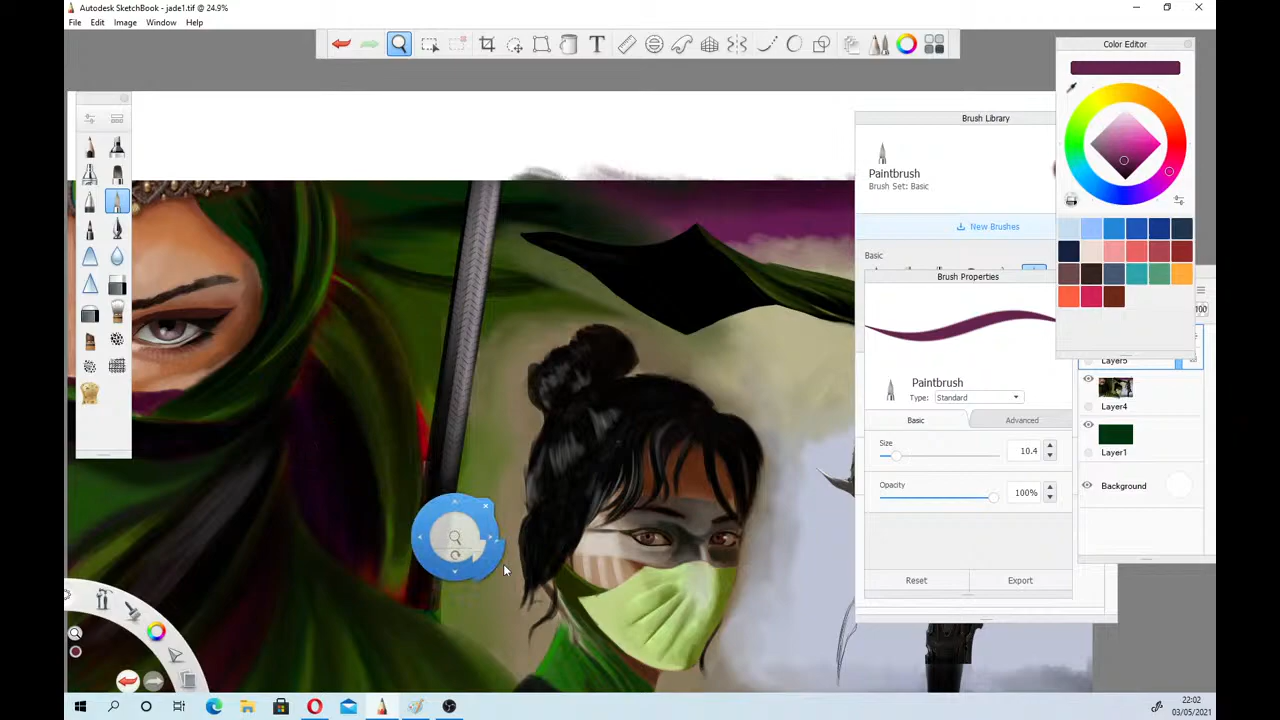 Autodesk SketchBook - jade1.tif @ 24.9%
File Edit Image Window Help
Color Editor
Brush Library
Paintbrush
Brush Set: Basic
New Brushes
Basic
Brush Properties
Paintbrush
Type: Standard
Basic Advanced
Size
10.4
Opacity
100%
Reset Export
100
Layer5
Layer4
Layer1
Background
22:02
03/05/2021